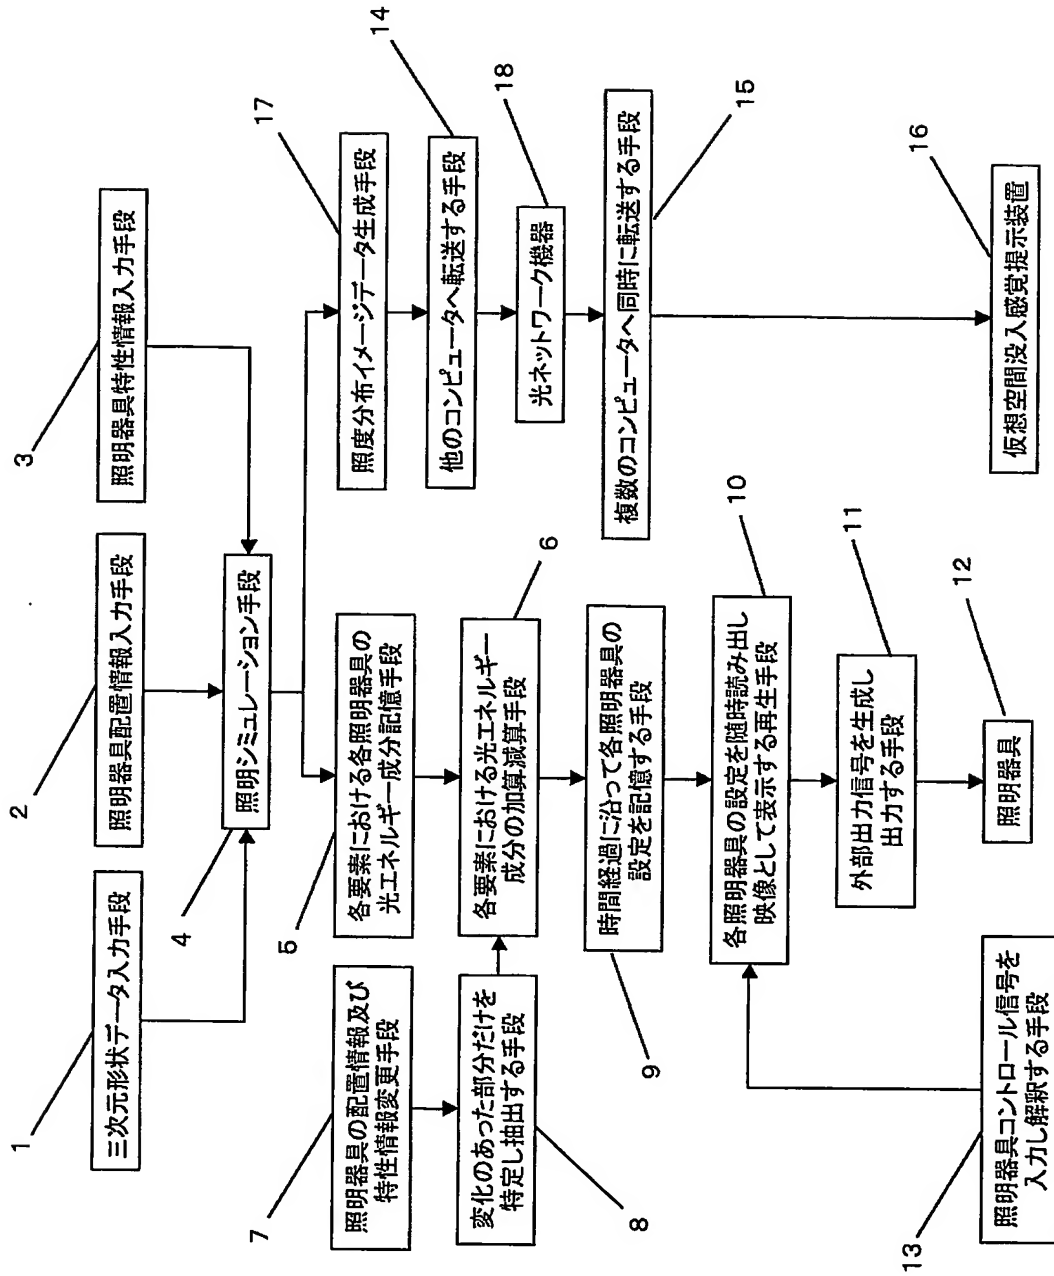 1
三次元形状データ入力手段
2
照明器具配置情報入力手段
3
照明器具特性情報入力手段
4
照明シミュレーション手段
5
各要素における各照明器具の
光エネルギー成分記憶手段
17
照度分布イメージデータ生成手段
7
照明器具の配置情報及び
特性情報変更手段
14
他のコンピュータへ転送する手段
8
変化のあった部分だけを
特定し抽出する手段
6
各要素における光エネルギー
成分の加算減算手段
18
光ネットワーク機器
9
時間経過に沿って各照明器具の
設定を記憶する手段
15
複数のコンピュータへ同時に転送する手段
10
各照明器具の設定を随時読み出し
映像として表示する再生手段
11
外部出力信号を生成し
出力する手段
13
照明器具コントロール信号を
入力し解釈する手段
12
照明器具
16
仮想空間没入感覚提示装置